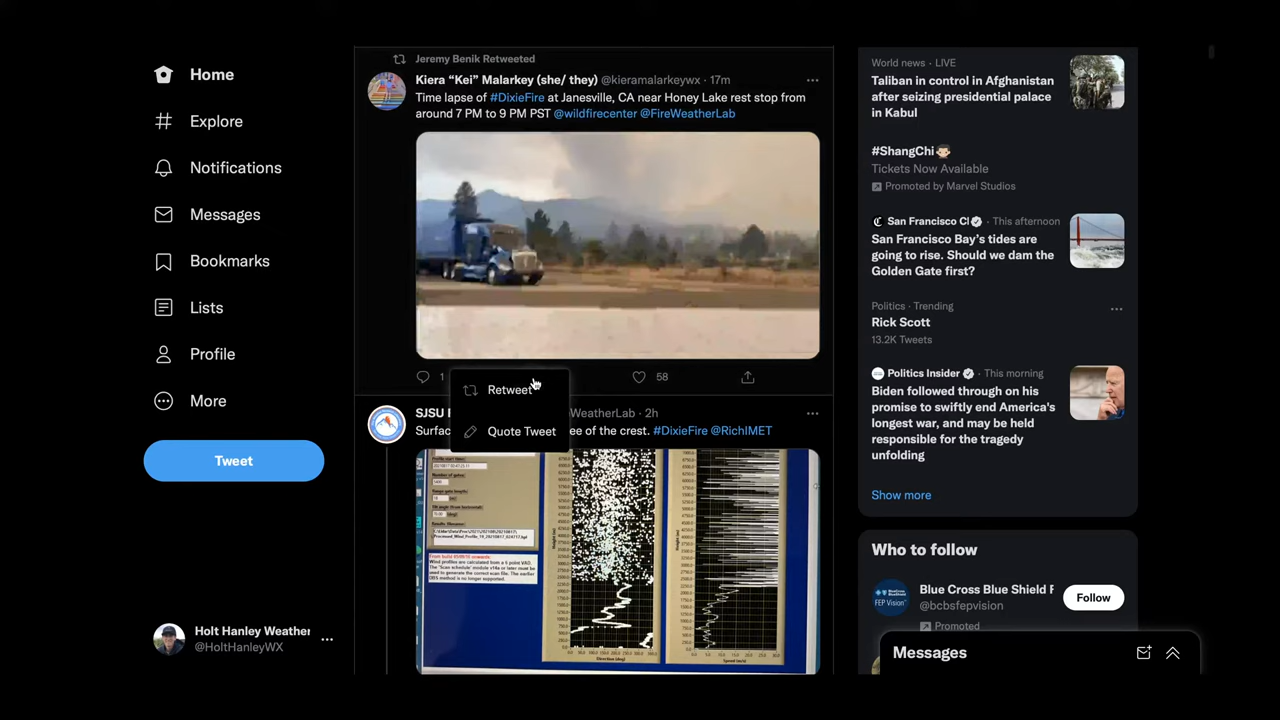 Home
Explore
Notifications
Messages
Bookmarks
Lists
Profile
More
Tweet
Holt Hanley Weather
@HoltHanleyWX
Jeremy Benik Retweeted
Kiera “Kei” Malarkey (she/ they) @kieramalarkeywx · 17m
Time lapse of #DixieFire at Janesville, CA near Honey Lake rest stop from
around 7 PM to 9 PM PST @wildfirecenter @FireWeatherLab
1
58
Retweet
Quote Tweet
SJSU WeatherLab · 2h
Surfac ee of the crest. #DixieFire @RichIMET
World news · LIVE
Taliban in control in Afghanistan
after seizing presidential palace
in Kabul
#ShangChi
Tickets Now Available
Promoted by Marvel Studios
San Francisco Cl · This afternoon
San Francisco Bay's tides are
going to rise. Should we dam the
Golden Gate first?
Politics · Trending
Rick Scott
13.2K Tweets
Politics Insider · This morning
Biden followed through on his
promise to swiftly end America's
longest war, and may be held
responsible for the tragedy
unfolding
Show more
Who to follow
Blue Cross Blue Shield F
@bcbsfepvision
Promoted
Follow
Messages